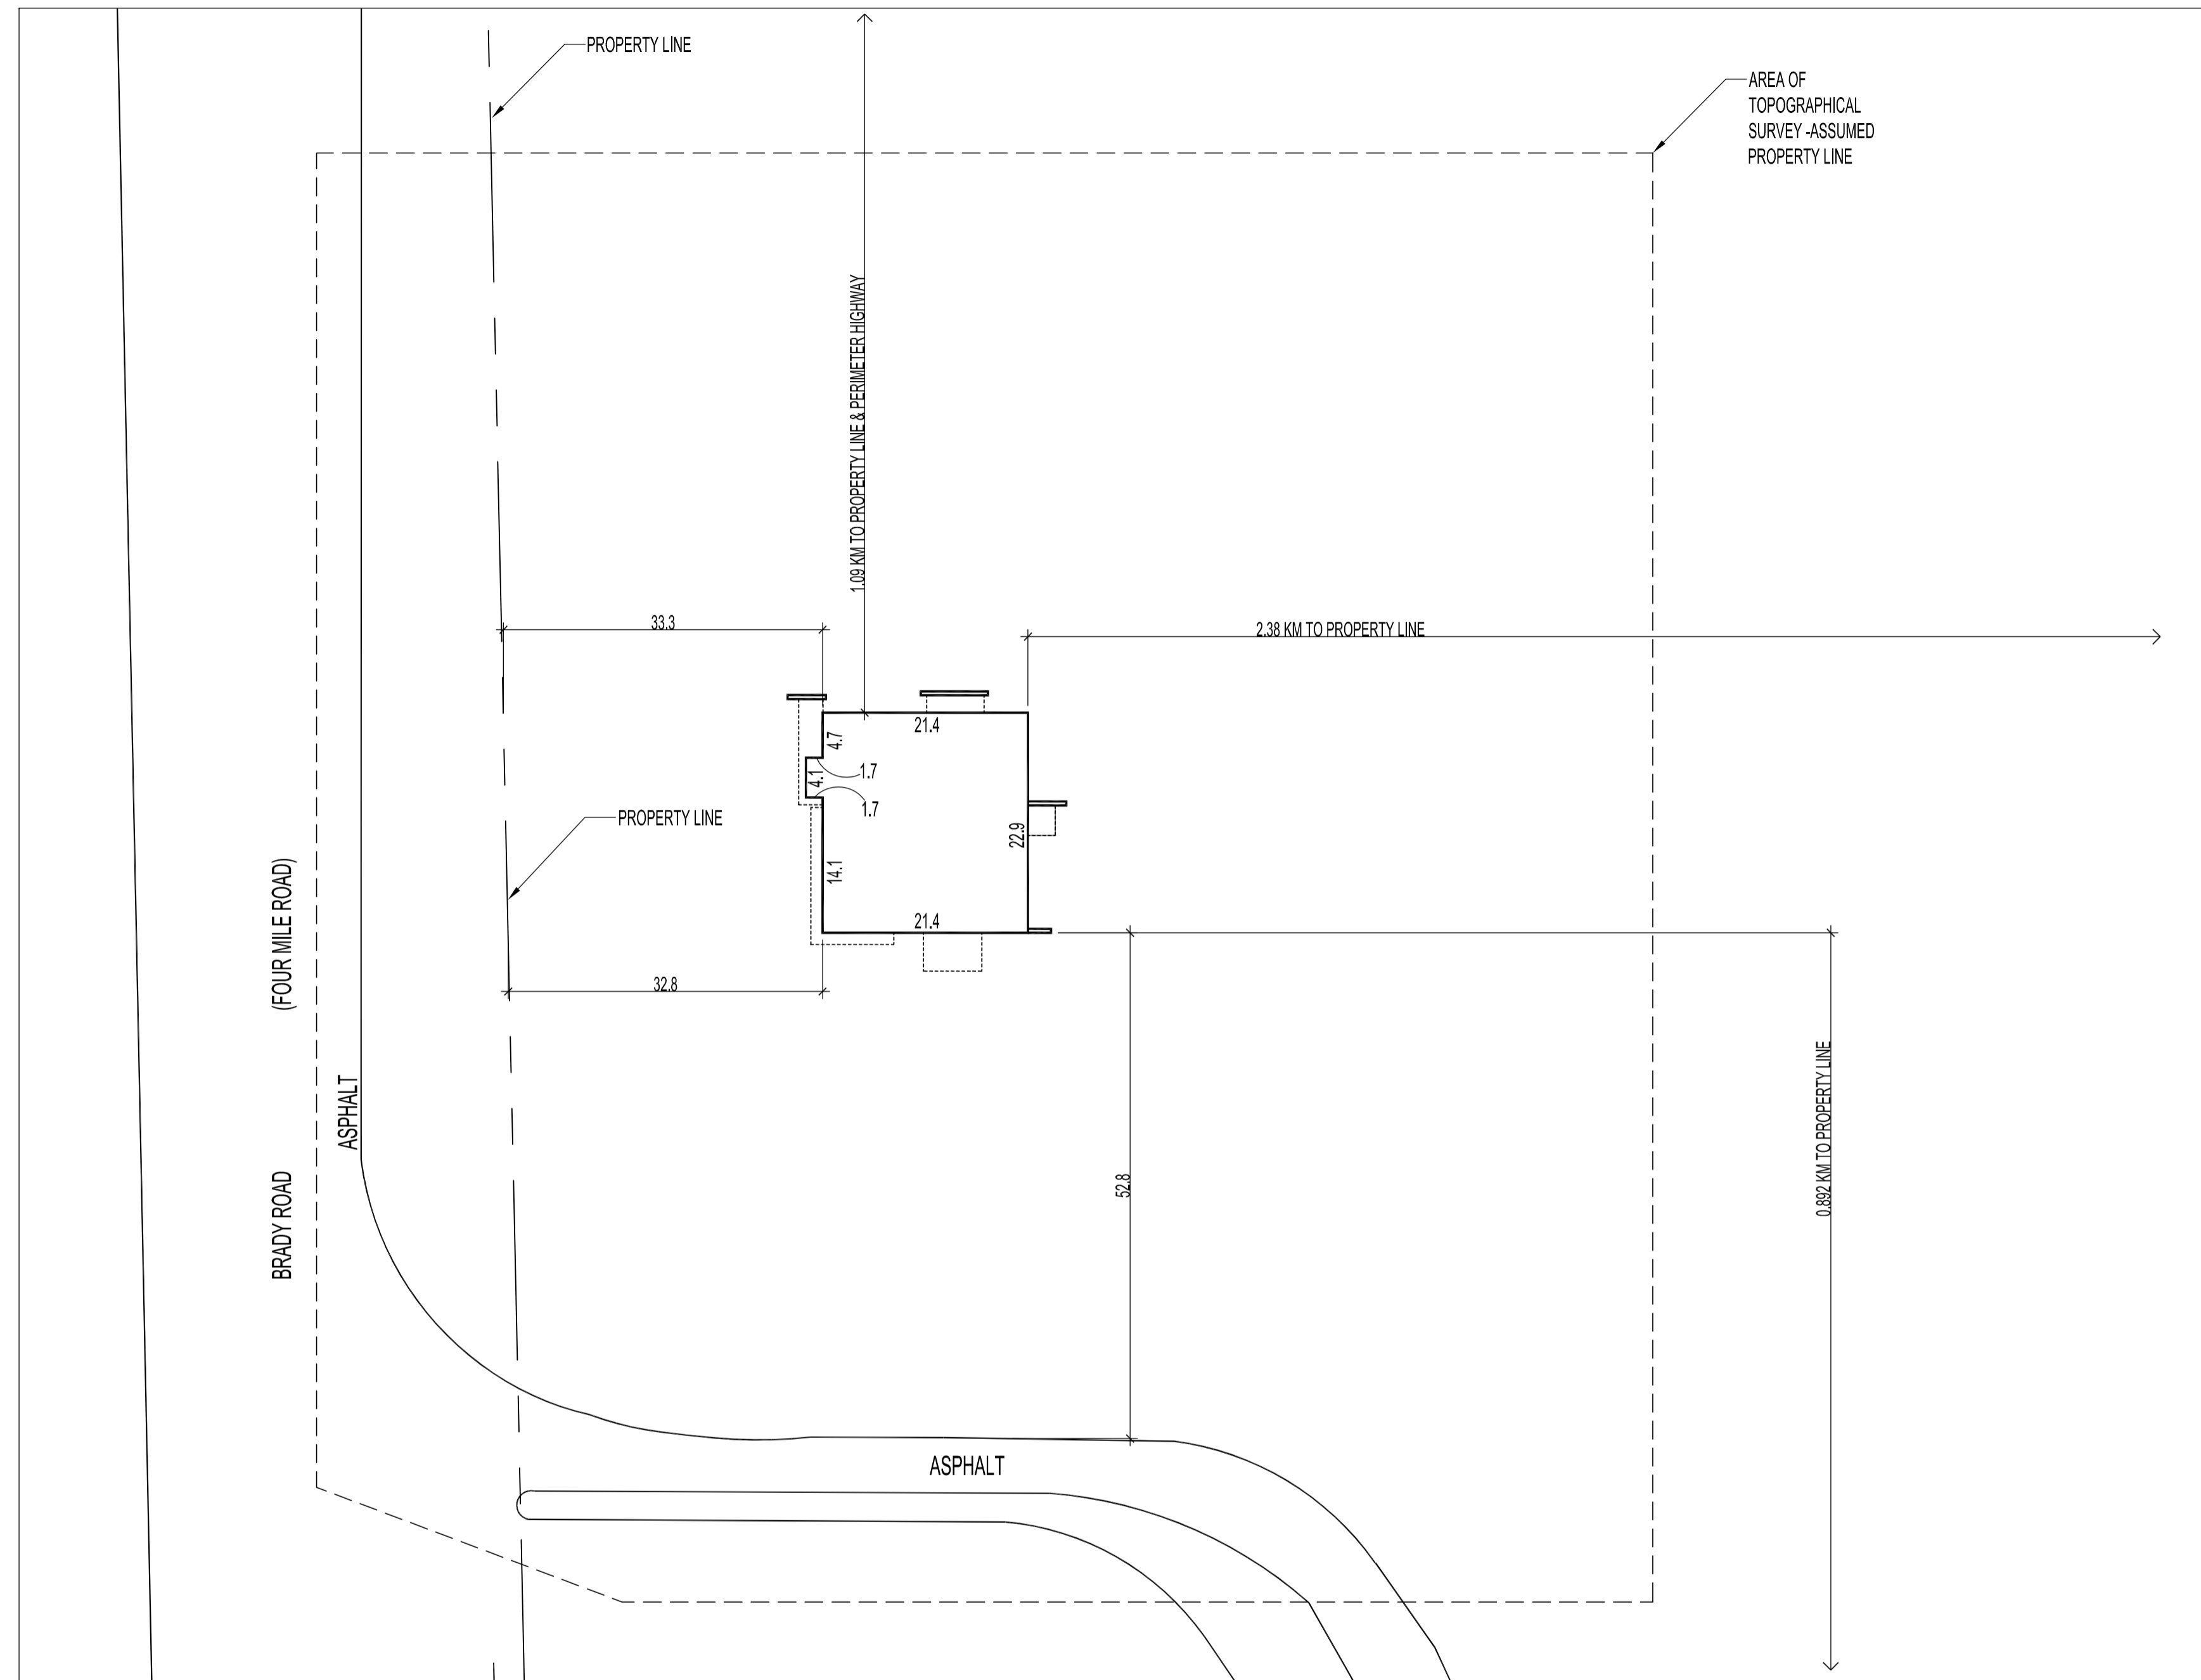 PROPERTY LINE
AREA OF
TOPOGRAPHICAL
SURVEY -ASSUMED
PROPERTY LINE
1.09 KM TO PROPERTY LINE & PERIMETER HIGHWAY
33.3
2.38 KM TO PROPERTY LINE
21.4
4.7
4.1
1.7
1.7
PROPERTY LINE
22.9
14.1
21.4
(FOUR MILE ROAD)
32.8
ASPHALT
0.892 KM TO PROPERTY LINE
52.8
BRADY ROAD
ASPHALT